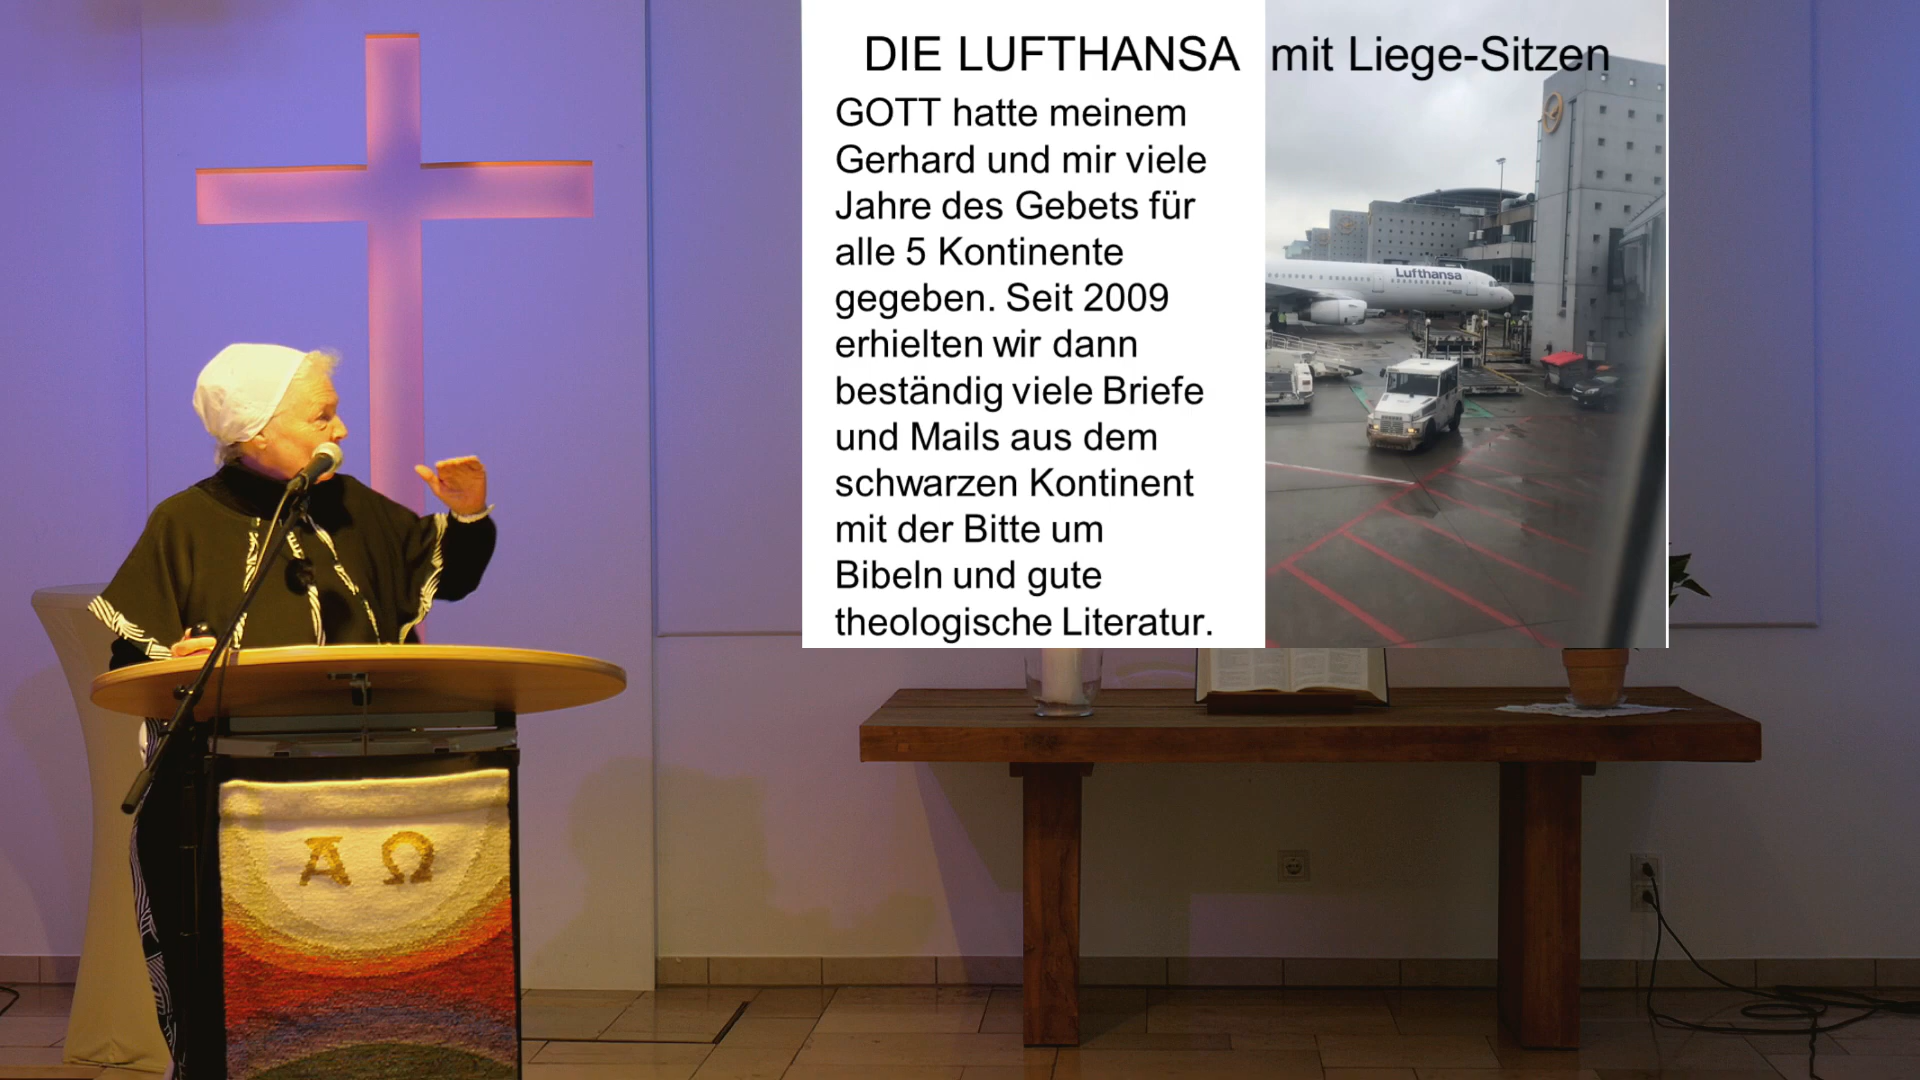 DIE LUFTHANSA mit Liege-Sitzen
GOTT hatte meinem
Gerhard und mir viele
Jahre des Gebets für
alle 5 Kontinente
gegeben. Seit 2009
erhielten wir dann
beständig viele Briefe
und Mails aus dem
schwarzen Kontinent
mit der Bitte um
Bibeln und gute
theologische Literatur.
Lufthansa
Α Ω